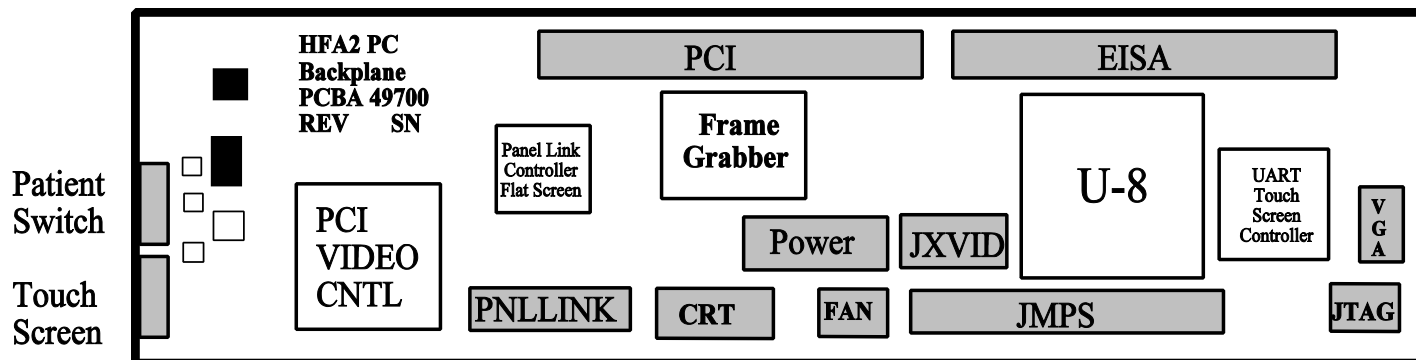 HFA2 PC
Backplane
PCBA 49700
REV SN
PCI
EISA
Panel Link
Controller
Flat Screen
Frame
Grabber
U-8
UART
Touch
Screen
Controller
V
G
A
Patient
Switch
PCI
VIDEO
CNTL
Power
JXVID
Touch
Screen
PNLLINK
CRT
FAN
JMPS
JTAG